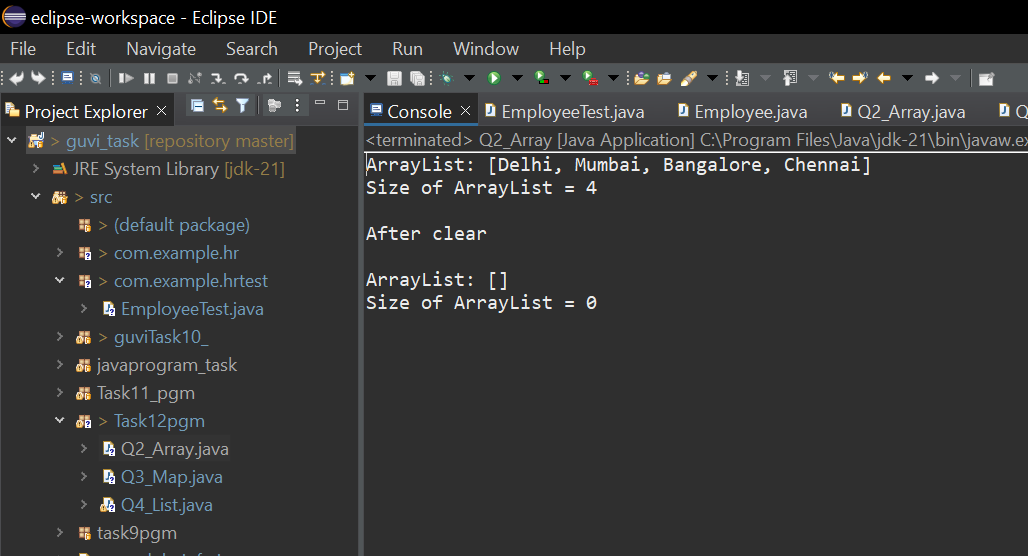 eclipse-workspace - Eclipse IDE
File Edit Navigate Search Project Run Window Help
Project Explorer
> guvi_task [repository master]
JRE System Library [jdk-21]
> src
> (default package)
> com.example.hr
> com.example.hrtest
EmployeeTest.java
> guviTask10_
javaprogram_task
Task11_pgm
> Task12pgm
Q2_Array.java
Q3_Map.java
Q4_List.java
task9pgm
Console EmployeeTest.java Employee.java Q2_Array.java Q
<terminated> Q2_Array [Java Application] C:\Program Files\Java\jdk-21\bin\javaw.ex
ArrayList: [Delhi, Mumbai, Bangalore, Chennai]
Size of ArrayList = 4
After clear
ArrayList: []
Size of ArrayList = 0